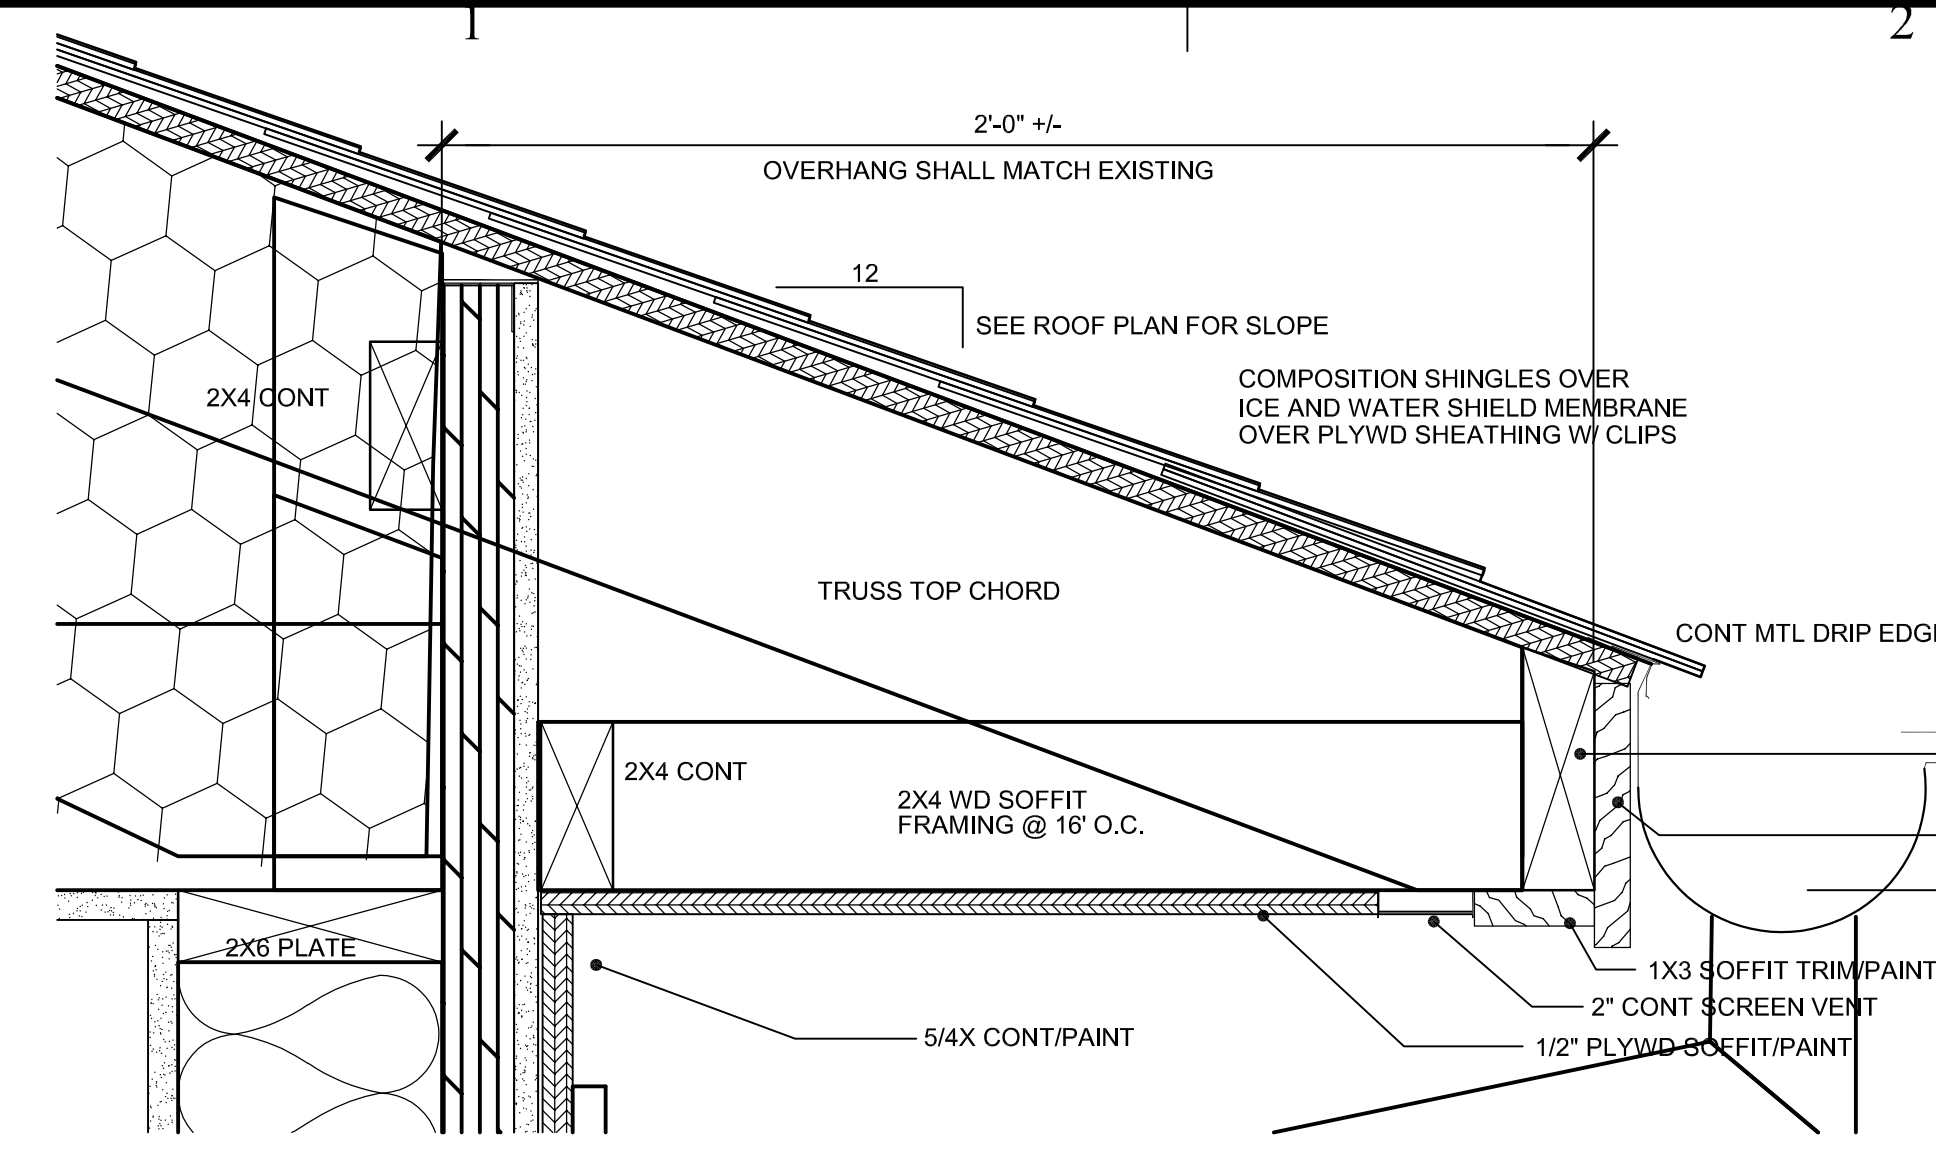 1
2
2'-0" +/-
OVERHANG SHALL MATCH EXISTING
12
SEE ROOF PLAN FOR SLOPE
COMPOSITION SHINGLES OVER
ICE AND WATER SHIELD MEMBRANE
OVER PLYWD SHEATHING W/ CLIPS
2X4 CONT
TRUSS TOP CHORD
CONT MTL DRIP EDGE
2X4 CONT
2X4 WD SOFFIT
FRAMING @ 16' O.C.
2X6 PLATE
1X3 SOFFIT TRIM/PAINT
2" CONT SCREEN VENT
5/4X CONT/PAINT
1/2" PLYWD SOFFIT/PAINT